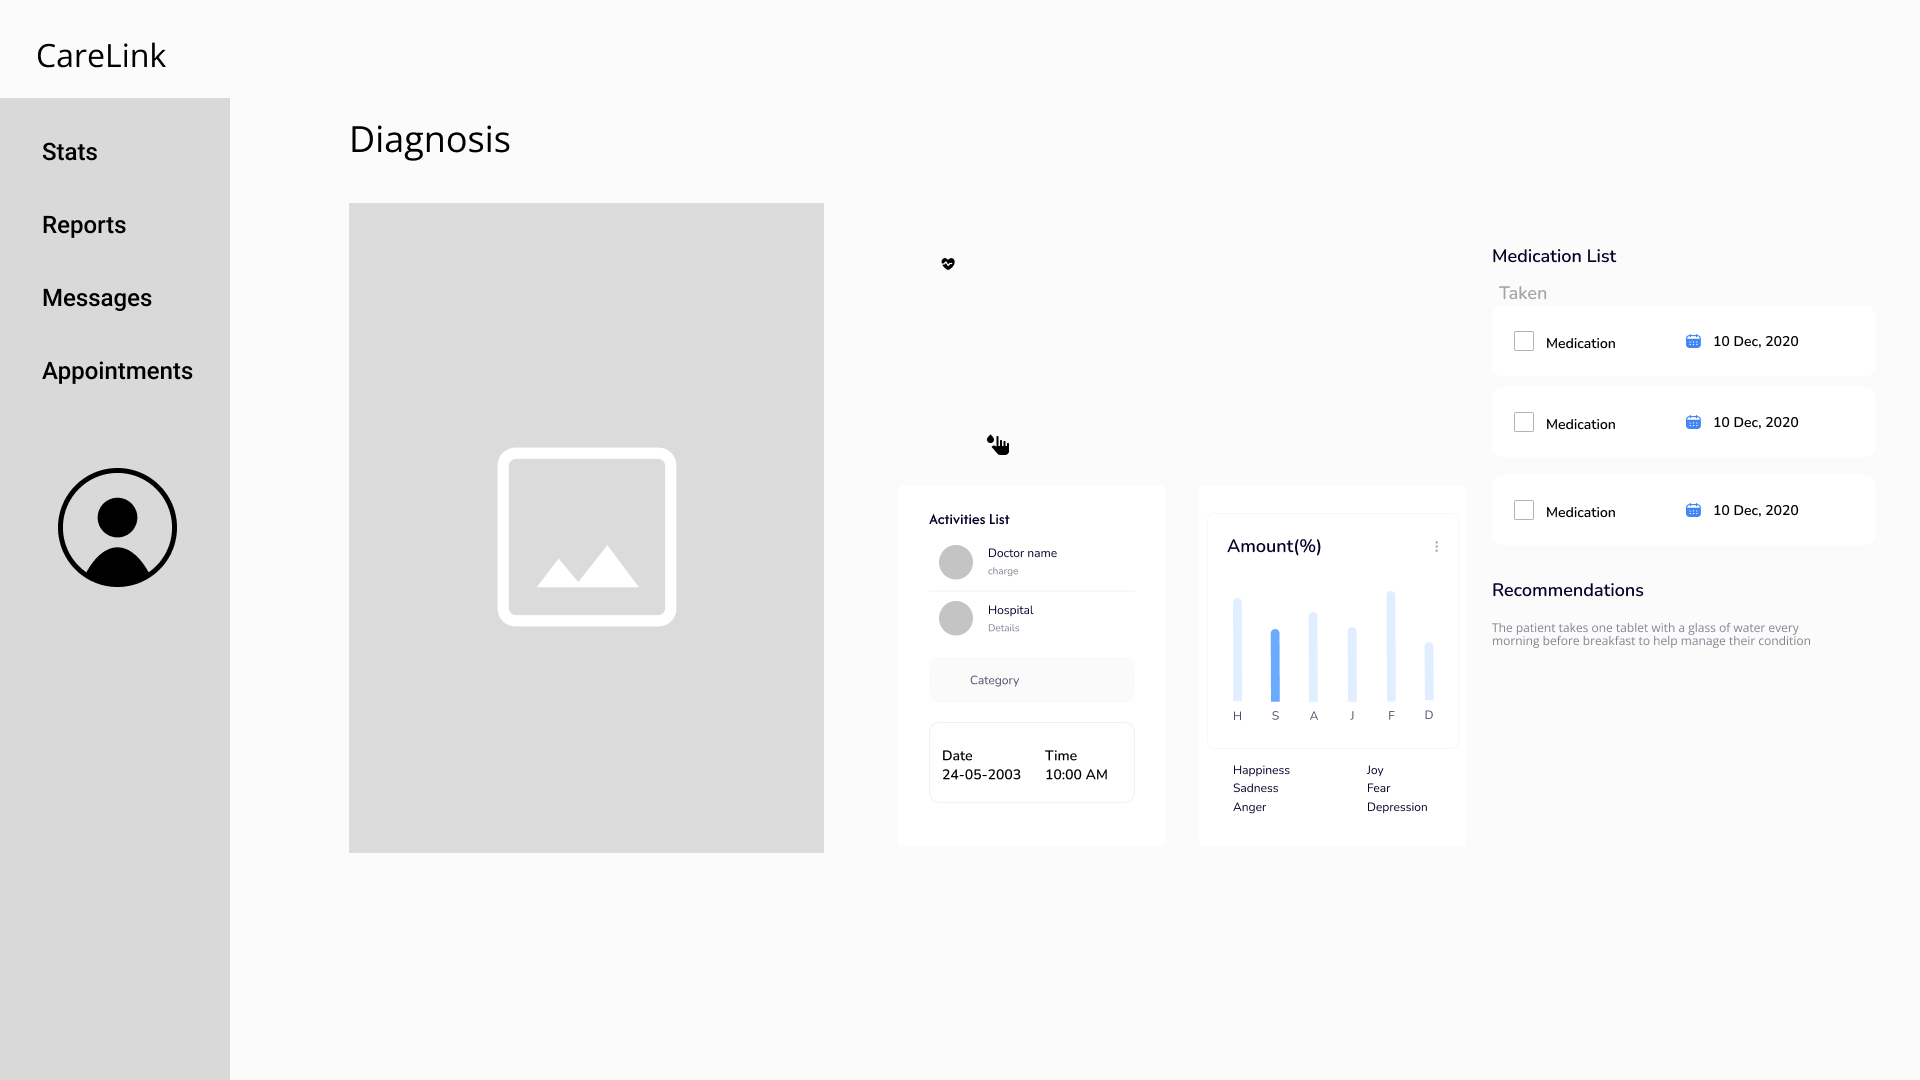 CareLink
Stats
Reports
Messages
Appointments
Diagnosis
Activities List
Doctor name
charge
Hospital
Details
Category
Date
24-05-2003
Time
10:00 AM
Amount(%)
H S A J F D
Happiness
Sadness
Anger
Joy
Fear
Depression
Medication List
Taken
Medication 10 Dec, 2020
Medication 10 Dec, 2020
Medication 10 Dec, 2020
Recommendations
The patient takes one tablet with a glass of water every
morning before breakfast to help manage their condition